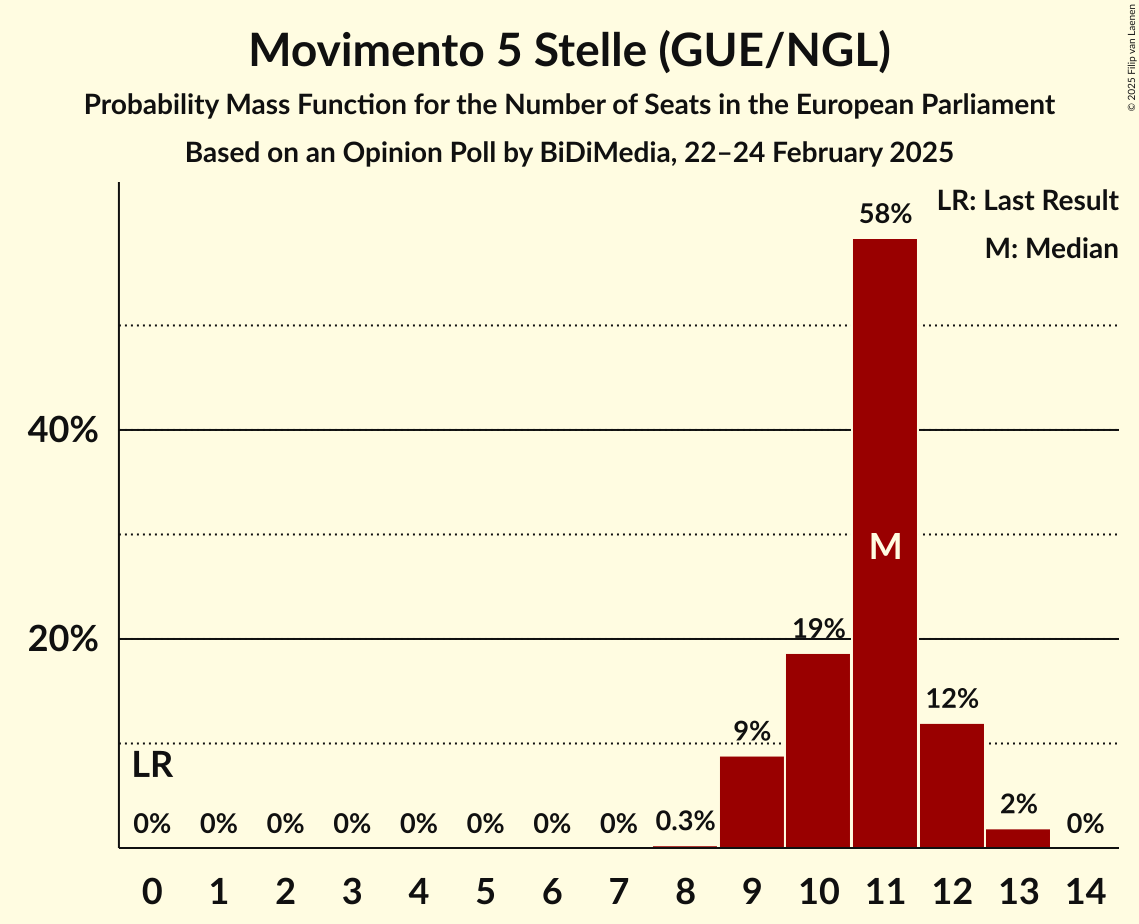 Movimento 5 Stelle (GUE/NGL)
Probability Mass Function for the Number of Seats in the European Parliament
Based on an Opinion Poll by BiDiMedia, 22–24 February 2025
© 2025 Filip van Laenen
LR: Last Result
M: Median
58%
40%
M
20%
19%
12%
9%
LR
2%
0% 0% 0% 0% 0% 0% 0% 0% 0.3% 0%
0 1 2 3 4 5 6 7 8 9 10 11 12 13 14